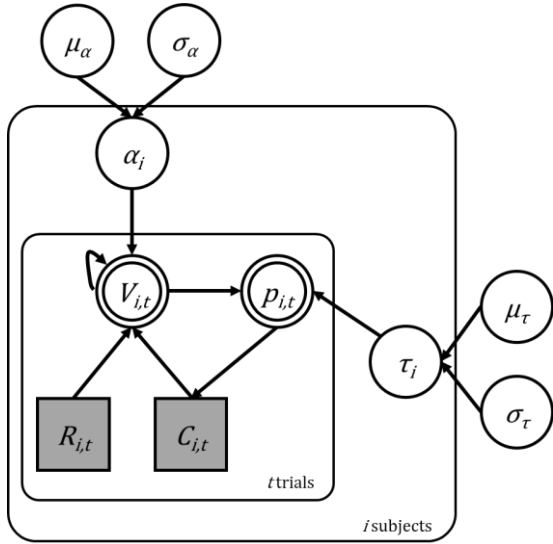 μ_α σ_α
α_i
V_{i,t} p_{i,t}
μ_τ
τ_i
σ_τ
R_{i,t} C_{i,t}
t trials
i subjects